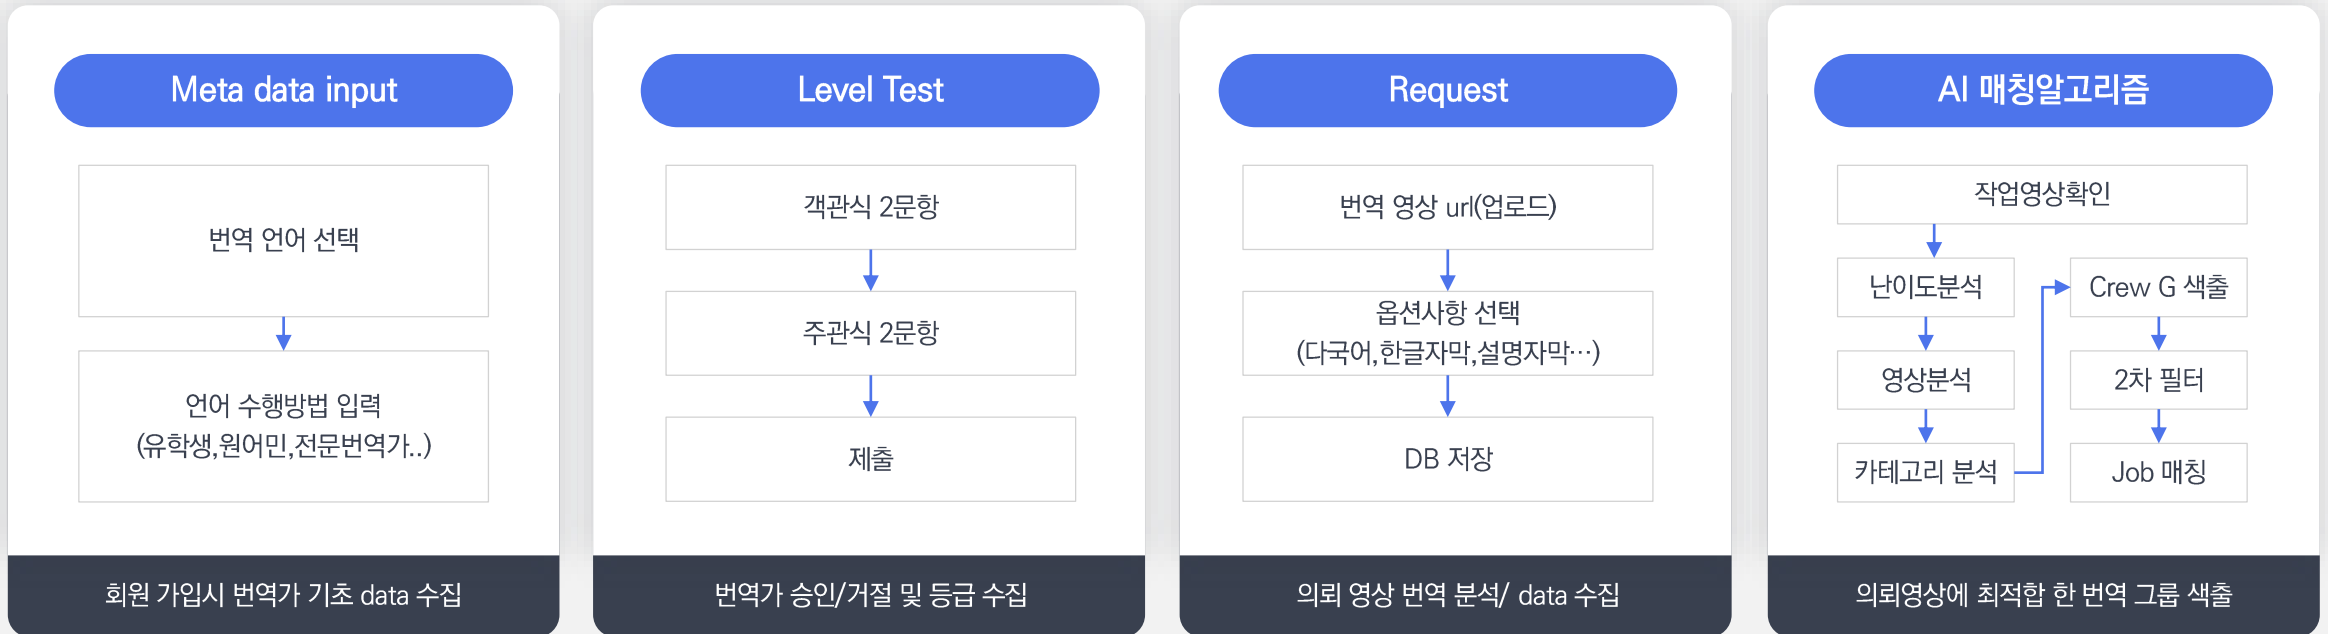 Meta data input
번역 언어 선택
언어 수행방법 입력
(유학생,원어민,전문번역가..)
회원 가입시 번역가 기초 data 수집
Level Test
객관식 2문항
주관식 2문항
제출
번역가 승인/거절 및 등급 수집
Request
번역 영상 url(업로드)
옵션사항 선택
(다국어,한글자막,설명자막…)
DB 저장
의뢰 영상 번역 분석/ data 수집
AI 매칭알고리즘
작업영상확인
난이도분석
영상분석
카테고리 분석
Crew G 색출
2차 필터
Job 매칭
의뢰영상에 최적합 한 번역 그룹 색출